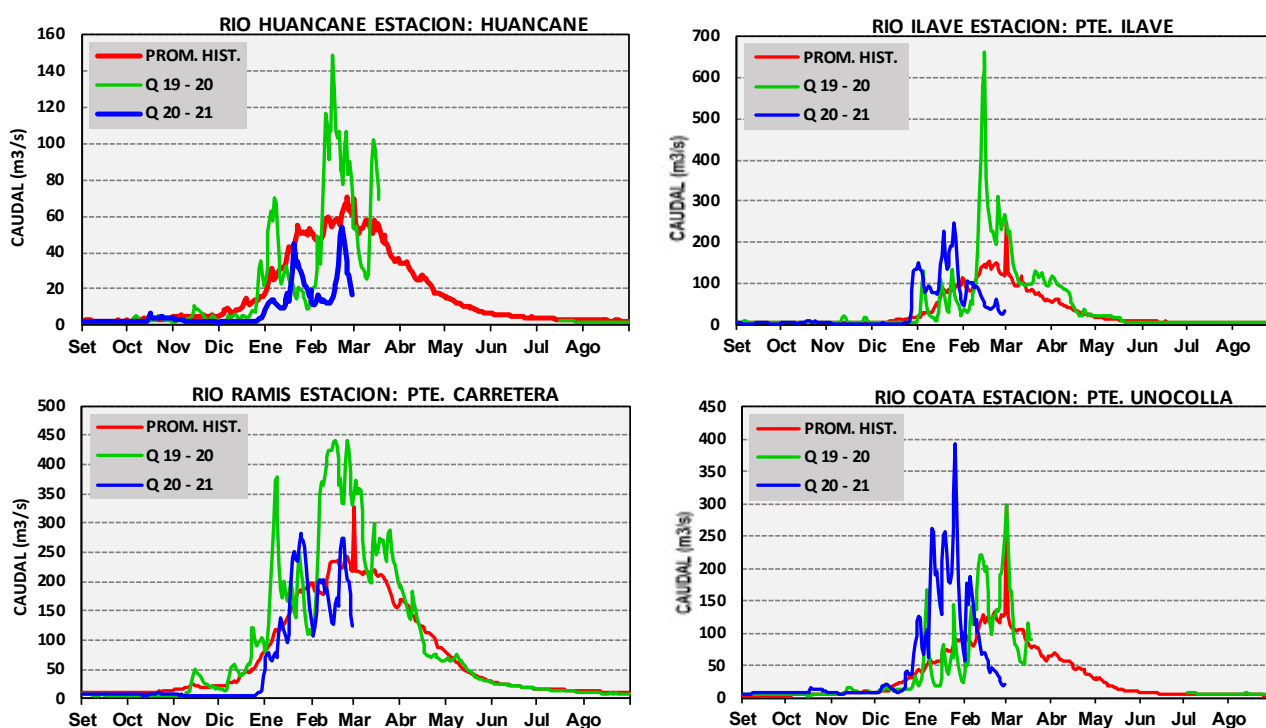 RIO HUANCANE ESTACION: HUANCANE
160
140
120
100
80
60
40
20
0
CAUDAL (m3/s)
PROM. HIST.
Q 19 - 20
Q 20 - 21
Set Oct Nov Dic Ene Feb Mar Abr May Jun Jul Ago
RIO ILAVE ESTACION: PTE. ILAVE
700
600
500
400
300
200
100
0
CAUDAL (m3/s)
PROM. HIST.
Q 19 - 20
Q 20 - 21
Set Oct Nov Dic Ene Feb Mar Abr May Jun Jul Ago
RIO RAMIS ESTACION: PTE. CARRETERA
500
450
400
350
300
250
200
150
100
50
0
CAUDAL (m3/s)
PROM. HIST.
Q 19 - 20
Q 20 - 21
Set Oct Nov Dic Ene Feb Mar Abr May Jun Jul Ago
RIO COATA ESTACION: PTE. UNOCOLLA
450
400
350
300
250
200
150
100
50
0
CAUDAL (m3/s)
PROM. HIST.
Q 19 - 20
Q 20 - 21
Set Oct Nov Dic Ene Feb Mar Abr May Jun Jul Ago